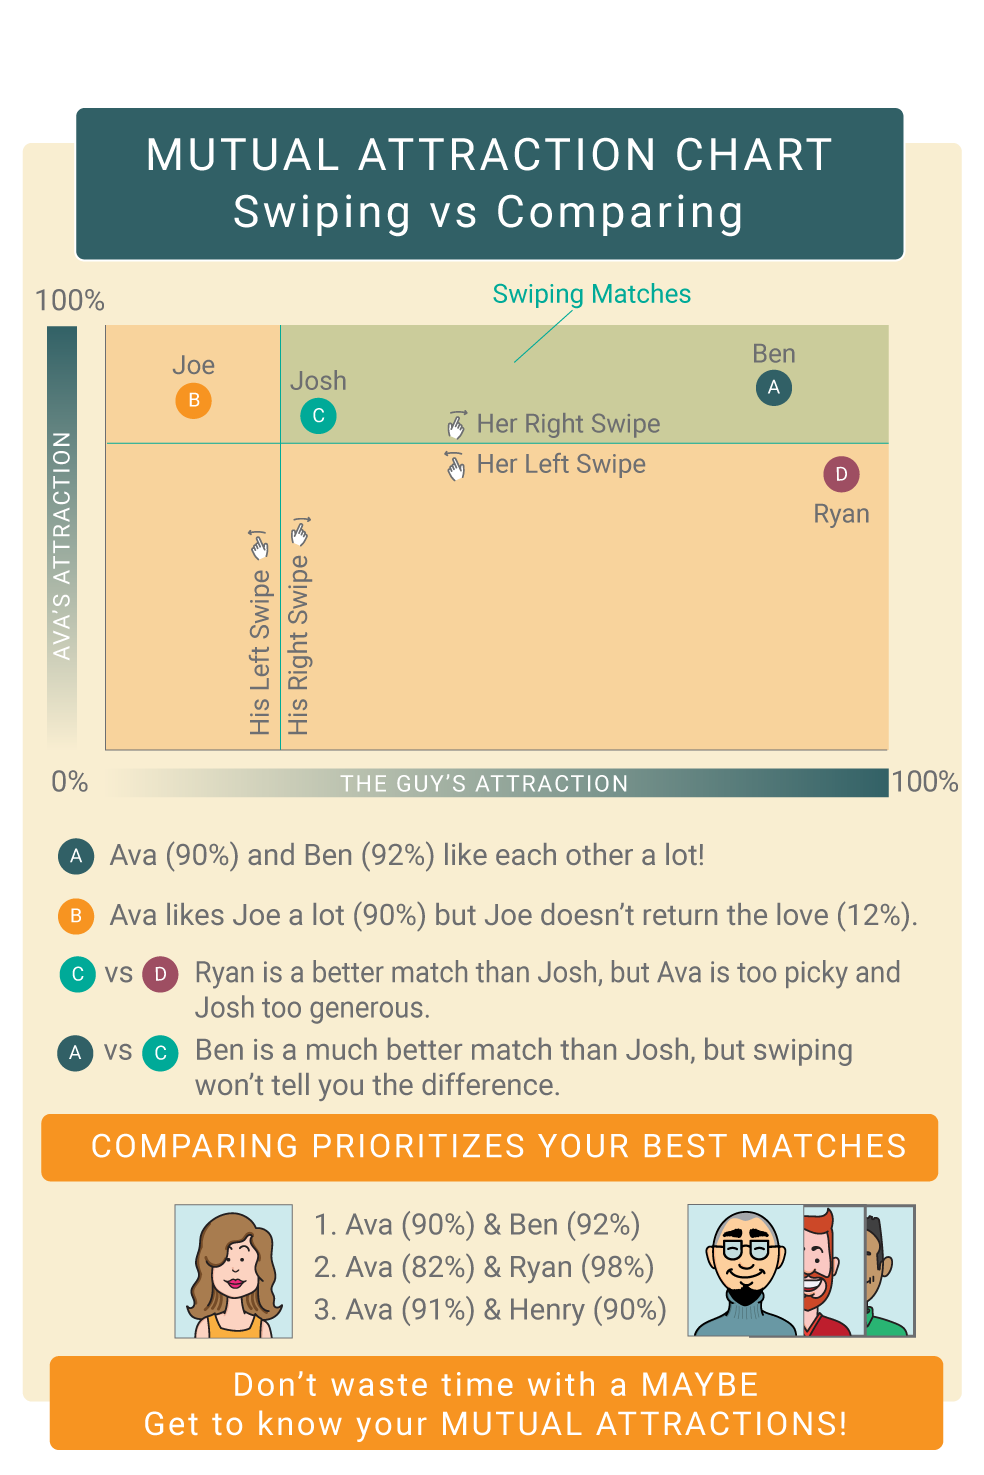 MUTUAL ATTRACTION CHART
Swiping vs Comparing
100%
Swiping Matches
Joe
B
Josh
C
Ben
A
Her Right Swipe
Her Left Swipe
D
Ryan
His Left Swipe
His Right Swipe
AVA'S ATTRACTION
0%
THE GUY'S ATTRACTION
100%
A Ava (90%) and Ben (92%) like each other a lot!
B Ava likes Joe a lot (90%) but Joe doesn't return the love (12%).
C vs D Ryan is a better match than Josh, but Ava is too picky and
Josh too generous.
A vs C Ben is a much better match than Josh, but swiping
won't tell you the difference.
COMPARING PRIORITIZES YOUR BEST MATCHES
1. Ava (90%) & Ben (92%)
2. Ava (82%) & Ryan (98%)
3. Ava (91%) & Henry (90%)
Don't waste time with a MAYBE
Get to know your MUTUAL ATTRACTIONS!